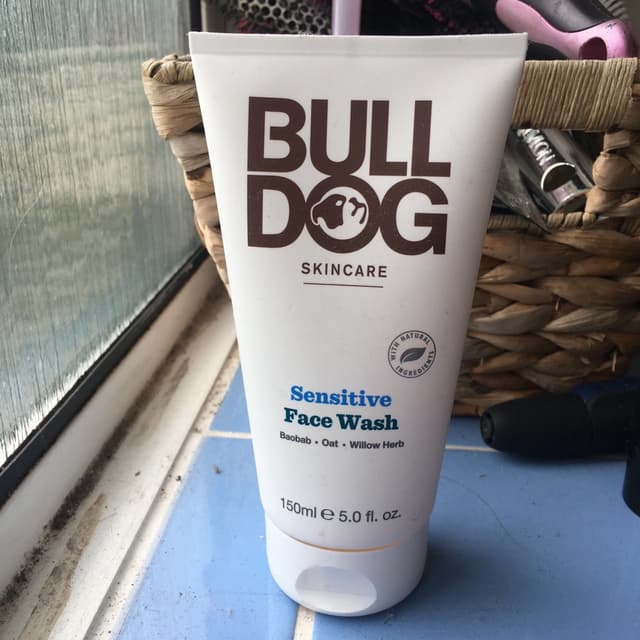 BULL
DOG
SKINCARE
WITH NATURAL
INGREDIENTS
Sensitive
Face Wash
Baobab • Oat • Willow Herb
150ml ℮ 5.0 fl. oz.